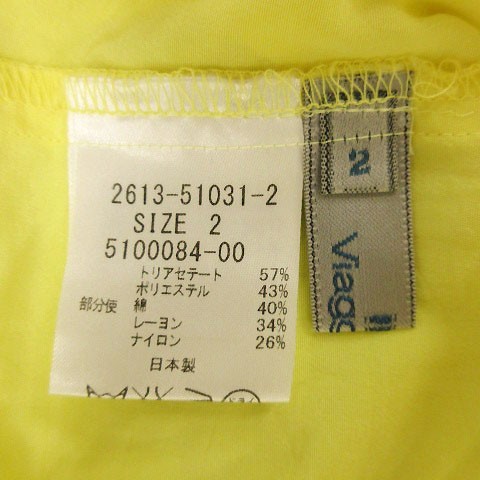 2613-51031-2
SIZE 2
5100084-00
トリアセテート 57%
ポリエステル 43%
部分使 綿 40%
レーヨン 34%
ナイロン 26%
日本製
2